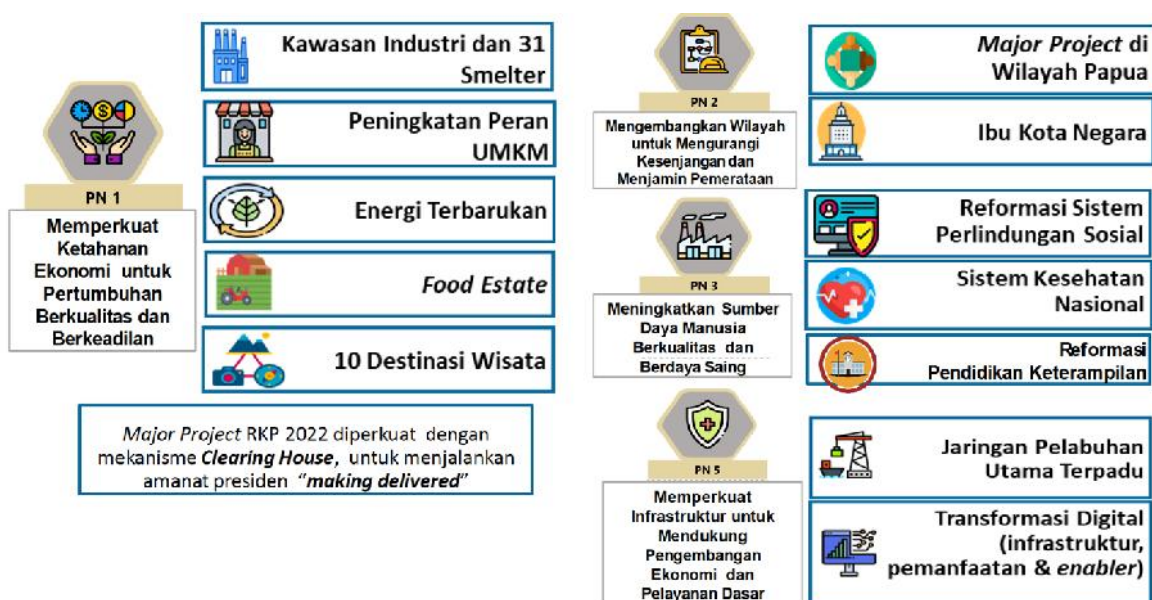 PN 1
Memperkuat
Ketahanan
Ekonomi untuk
Pertumbuhan
Berkualitas dan
Berkeadilan
Kawasan Industri dan 31
Smelter
Peningkatan Peran
UMKM
Energi Terbarukan
Food Estate
10 Destinasi Wisata
Major Project RKP 2022 diperkuat dengan
mekanisme Clearing House, untuk menjalankan
amanat presiden “making delivered”
PN 2
Mengembangkan Wilayah
untuk Mengurangi
Kesenjangan dan
Menjamin Pemerataan
Major Project di
Wilayah Papua
Ibu Kota Negara
PN 3
Meningkatkan Sumber
Daya Manusia
Berkualitas dan
Berdaya Saing
Reformasi Sistem
Perlindungan Sosial
Sistem Kesehatan
Nasional
Reformasi
Pendidikan Keterampilan
PN 5
Memperkuat
Infrastruktur untuk
Mendukung
Pengembangan
Ekonomi dan
Pelayanan Dasar
Jaringan Pelabuhan
Utama Terpadu
Transformasi Digital
(infrastruktur,
pemanfaatan & enabler)